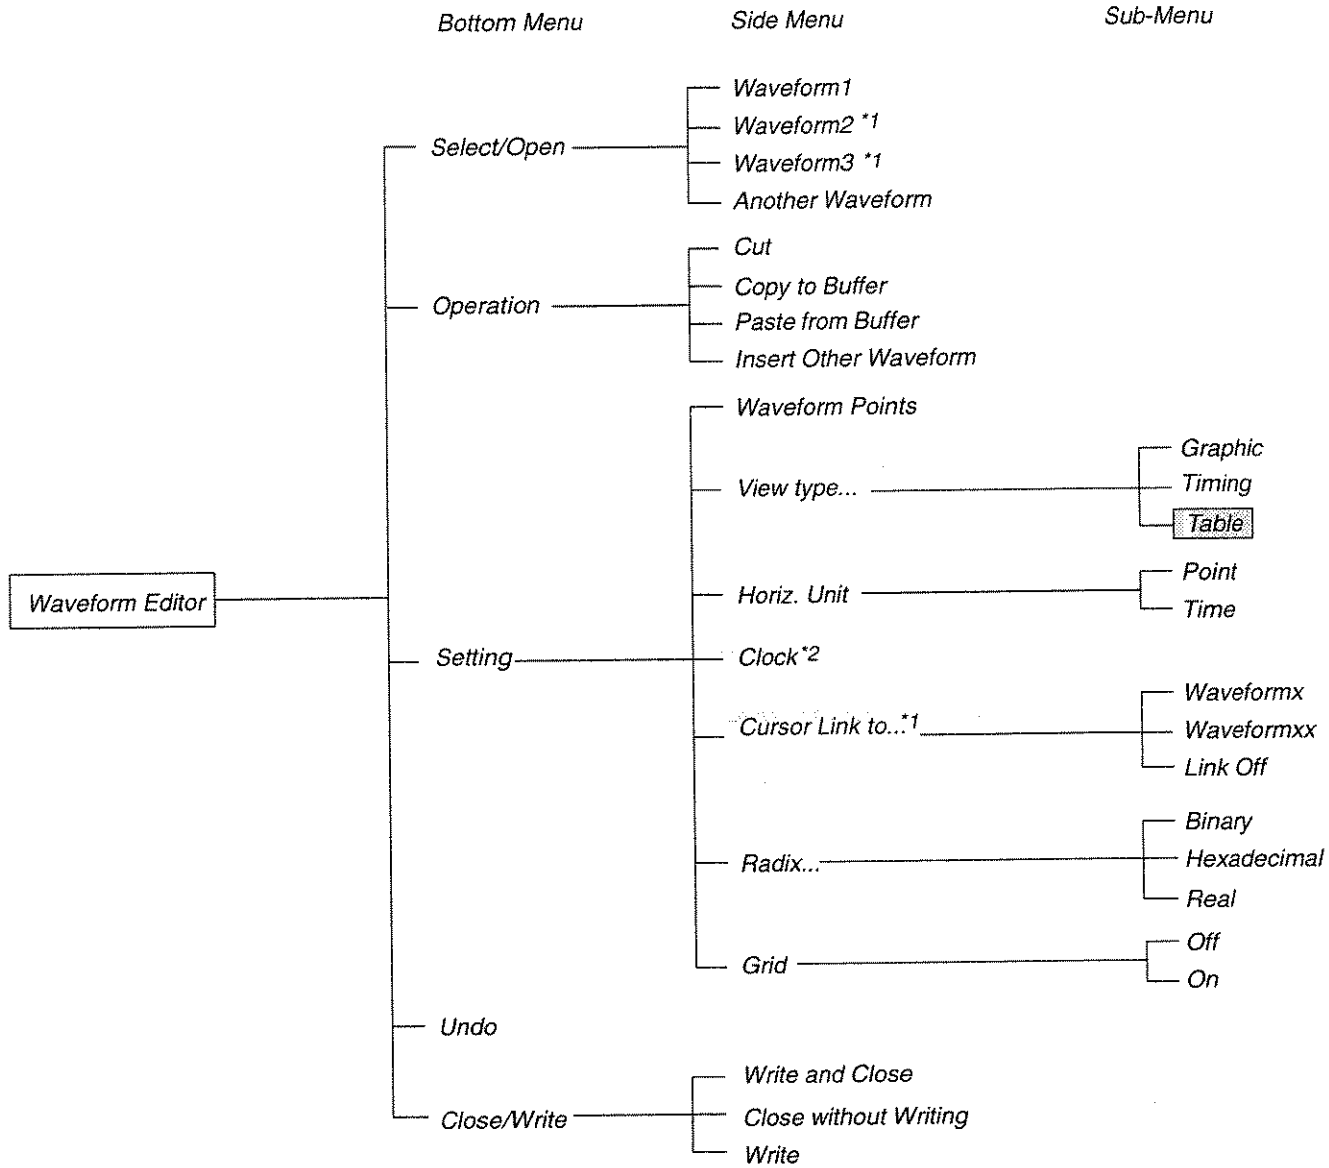 Bottom Menu Side Menu Sub-Menu
Waveform1
Select/Open Waveform2 *1
Waveform3 *1
Another Waveform
Cut
Copy to Buffer
Operation Paste from Buffer
Insert Other Waveform
Waveform Points
Graphic
View type... Timing
Table
Point
Waveform Editor Horiz. Unit
Time
Setting Clock*2
Waveformx
Cursor Link to...*1 Waveformxx
Link Off
Binary
Radix... Hexadecimal
Real
Off
Grid
On
Undo
Write and Close
Close/Write Close without Writing
Write